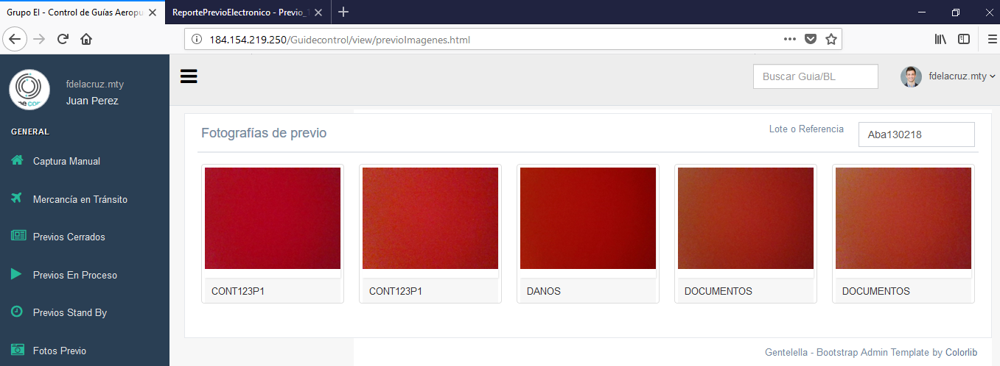 Grupo EI - Control de Guías Aeropu
ReportePrevioElectronico - Previo_1
184.154.219.250/Guidecontrol/view/previoImagenes.html
fdelacruz.mty
Juan Perez
Buscar Guia/BL
fdelacruz.mty
GENERAL
Captura Manual
Mercancía en Tránsito
Previos Cerrados
Previos En Proceso
Previos Stand By
Fotos Previo
Fotografías de previo
Lote o Referencia
Aba130218
CONT123P1
CONT123P1
DANOS
DOCUMENTOS
DOCUMENTOS
Gentelella - Bootstrap Admin Template by Colorlib